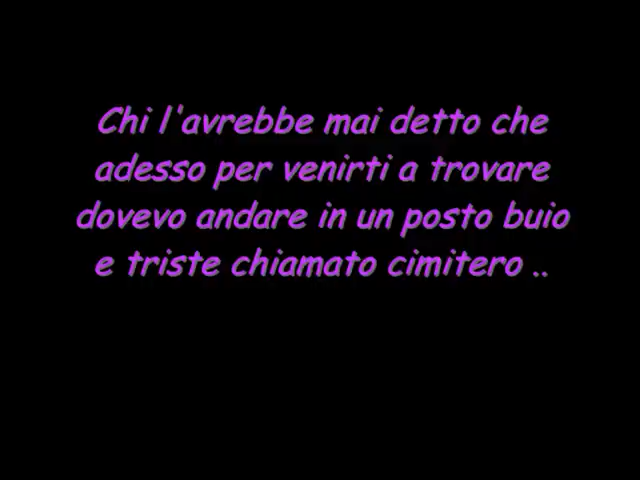 Chi l'avrebbe mai detto che
adesso per venirti a trovare
dovevo andare in un posto buio
e triste chiamato cimitero ..